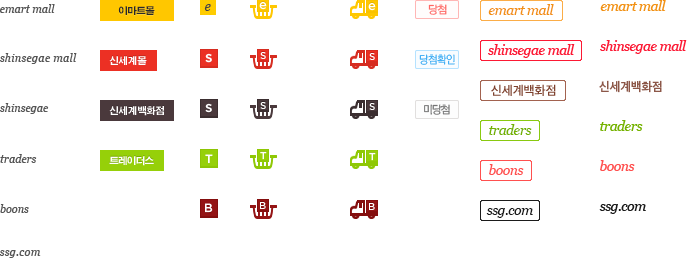 emart mall 이마트몰 e e e 당첨 emart mall emart mall
shinsegae mall 신세계몰 S S S 당첨확인 shinsegae mall shinsegae mall
shinsegae 신세계백화점 S S S 미당첨 신세계백화점 신세계백화점
traders 트레이더스 T T T traders traders
boons B B B boons boons
ssg.com ssg.com
ssg.com